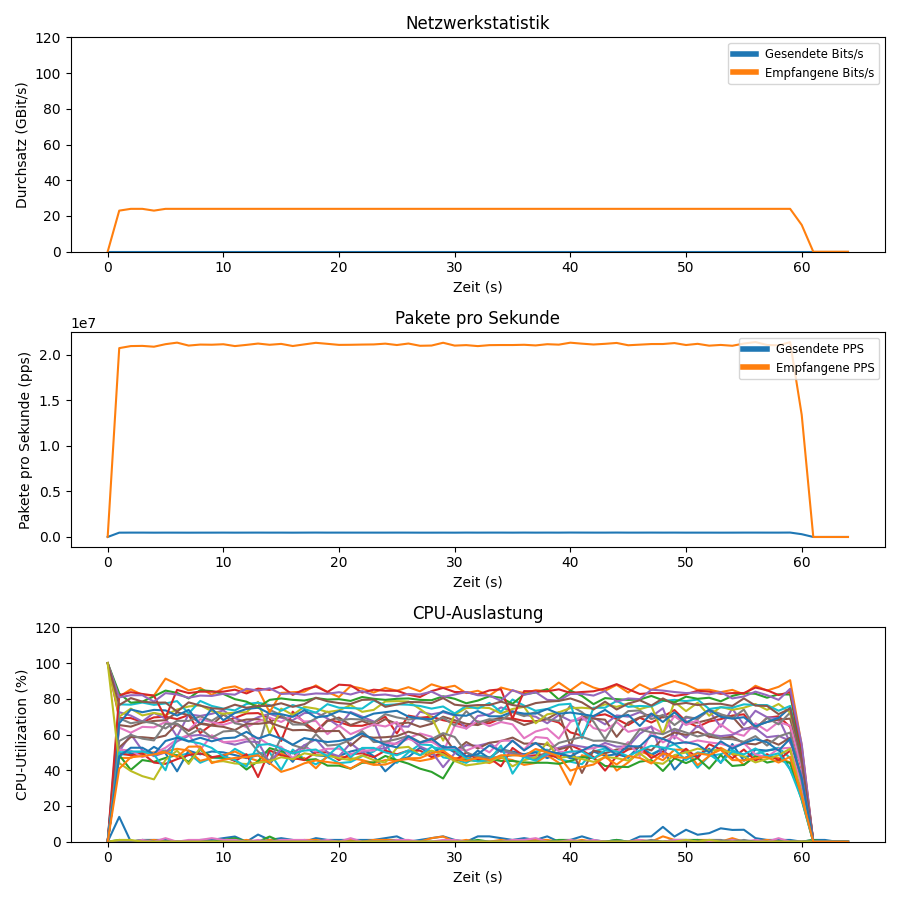 Netzwerkstatistik
120
100
80
60
40
20
0
Durchsatz (GBit/s)
Gesendete Bits/s
Empfangene Bits/s
0 10 20 30 40 50 60
Zeit (s)
Pakete pro Sekunde
1e7
2.0
1.5
1.0
0.5
0.0
Pakete pro Sekunde (pps)
Gesendete PPS
Empfangene PPS
0 10 20 30 40 50 60
Zeit (s)
CPU-Auslastung
120
100
80
60
40
20
0
CPU-Utilization (%)
0 10 20 30 40 50 60
Zeit (s)